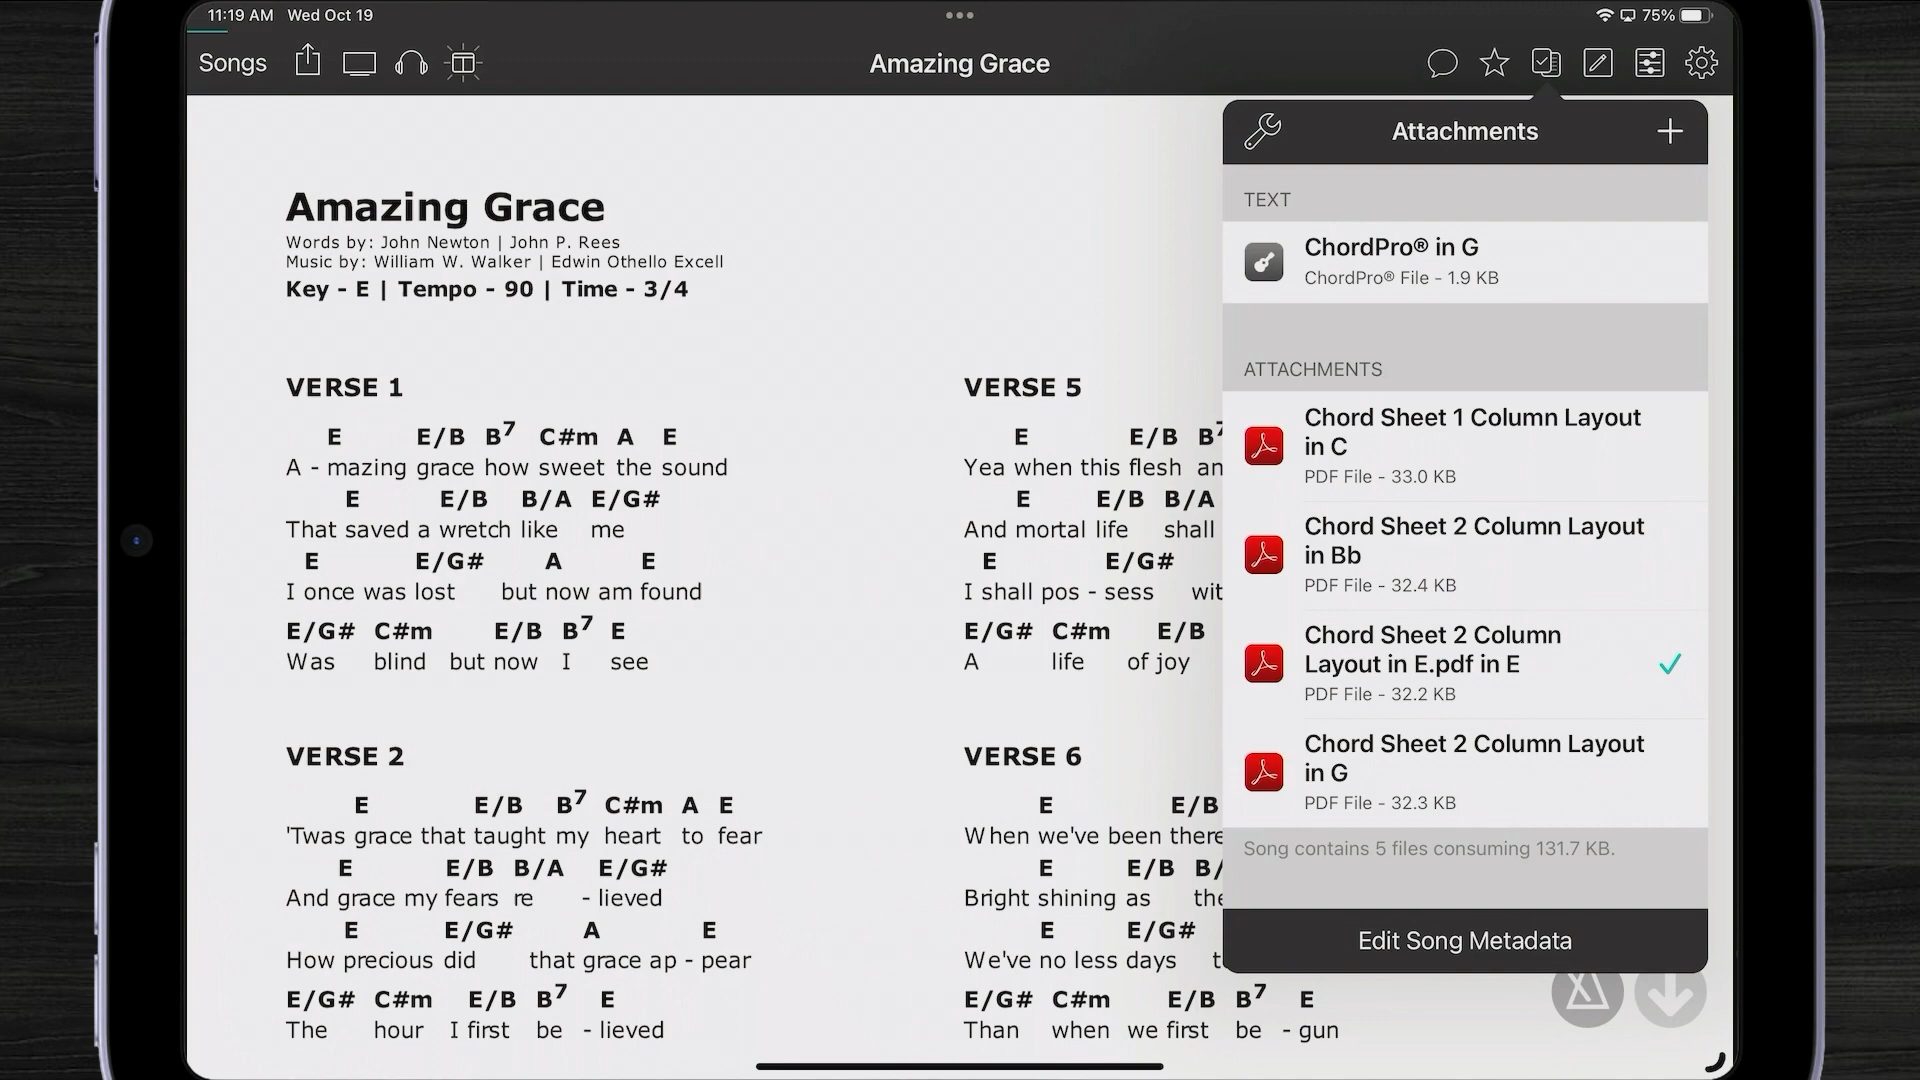 11:19 AM Wed Oct 19
75%
Songs
Amazing Grace
Amazing Grace
Words by: John Newton | John P. Rees
Music by: William W. Walker | Edwin Othello Excell
Key - E | Tempo - 90 | Time - 3/4
VERSE 1
E E/B B7 C#m A E
A - mazing grace how sweet the sound
E E/B B/A E/G#
That saved a wretch like me
E E/G# A E
I once was lost but now am found
E/G# C#m E/B B7 E
Was blind but now I see
VERSE 2
E E/B B7 C#m A E
'Twas grace that taught my heart to fear
E E/B B/A E/G#
And grace my fears re - lieved
E E/G# A E
How precious did that grace ap - pear
E/G# C#m E/B B7 E
The hour I first be - lieved
VERSE 5
E E/B B7
Yea when this flesh an
E E/B B/A
And mortal life shall
E E/G#
I shall pos - sess wit
E/G# C#m E/B
A life of joy
VERSE 6
E E/B
When we've been there
E E/B B/
Bright shining as the
E E/G#
We've no less days t
E/G# C#m E/B B7 E
Than when we first be - gun
Attachments
TEXT
ChordPro® in G
ChordPro® File - 1.9 KB
ATTACHMENTS
Chord Sheet 1 Column Layout
in C
PDF File - 33.0 KB
Chord Sheet 2 Column Layout
in Bb
PDF File - 32.4 KB
Chord Sheet 2 Column
Layout in E.pdf in E
PDF File - 32.2 KB
Chord Sheet 2 Column Layout
in G
PDF File - 32.3 KB
Song contains 5 files consuming 131.7 KB.
Edit Song Metadata